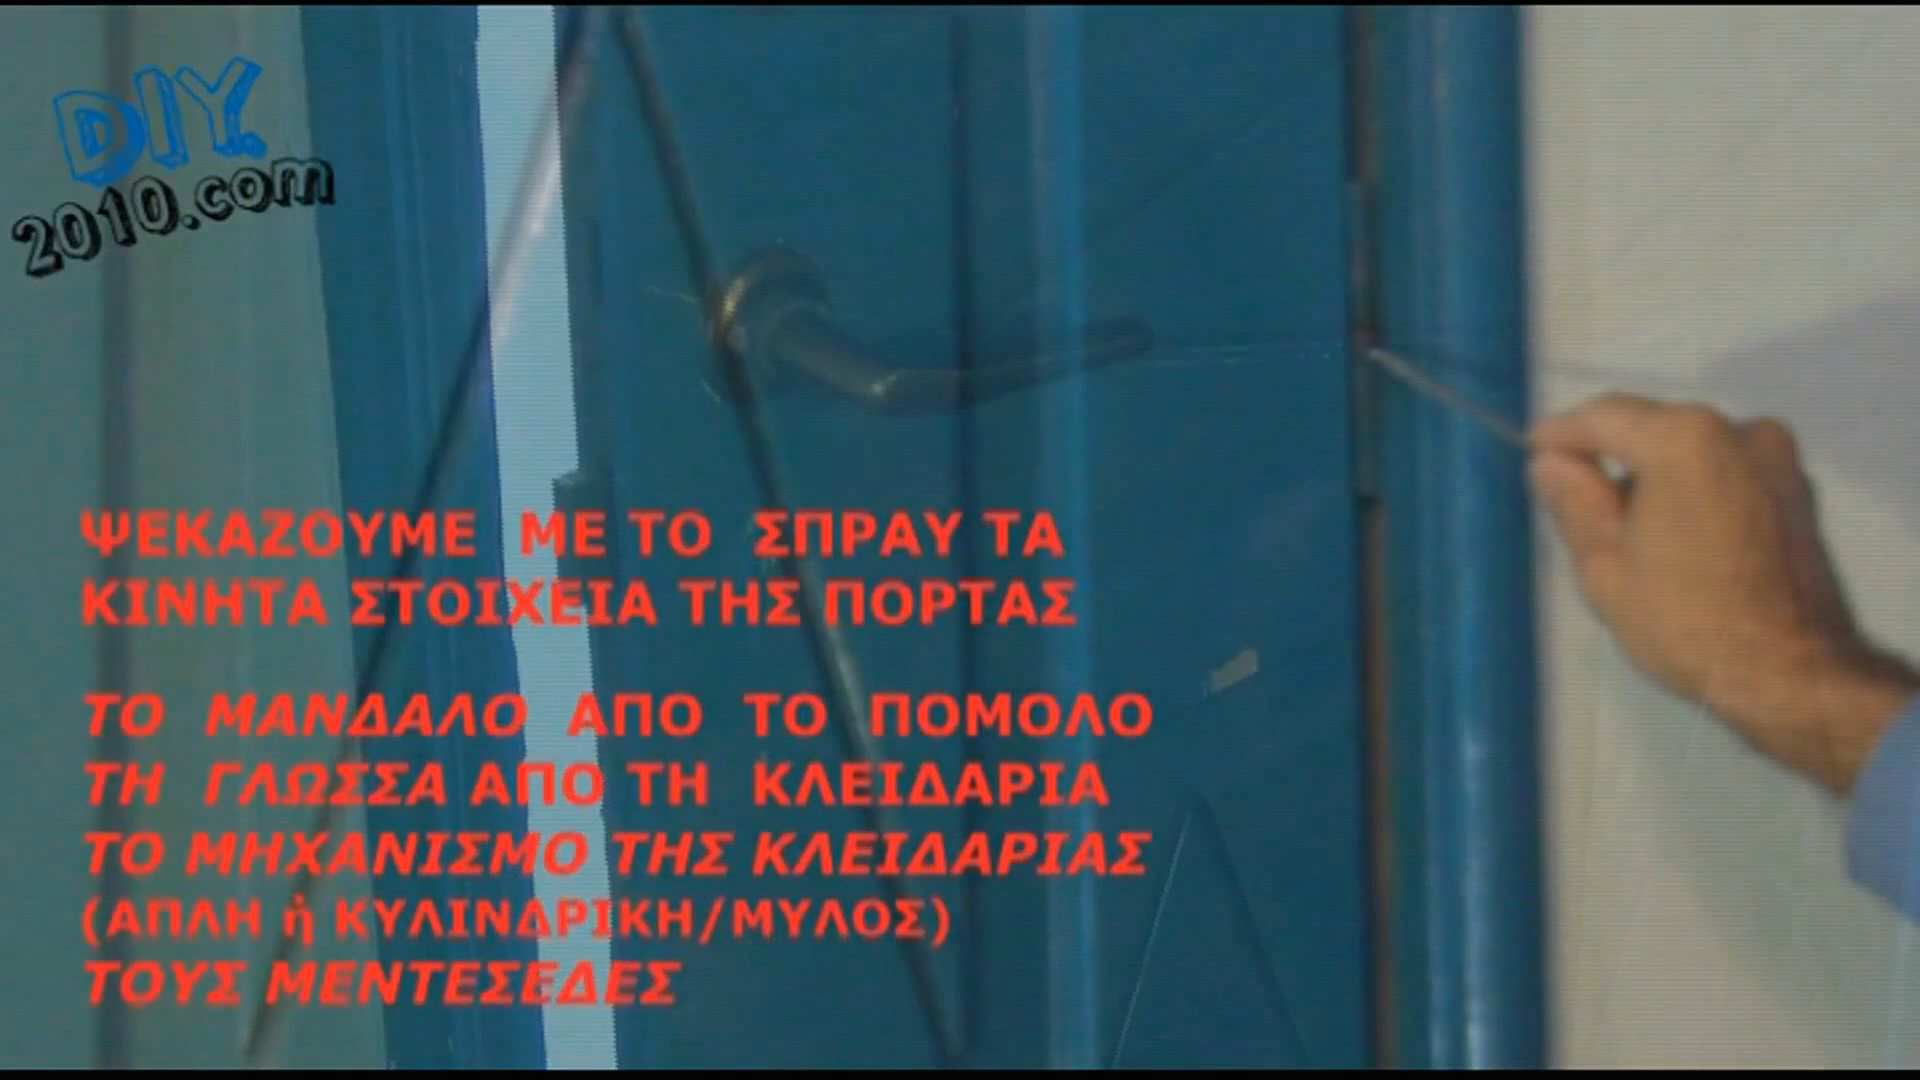 DIY.
2010.com
ΨΕΚΑΖΟΥΜΕ ΜΕ ΤΟ ΣΠΡΑΥ ΤΑ
ΚΙΝΗΤΑ ΣΤΟΙΧΕΙΑ ΤΗΣ ΠΟΡΤΑΣ
ΤΟ ΜΑΝΔΑΛΟ ΑΠΟ ΤΟ ΠΟΜΟΛΟ
ΤΗ ΓΛΩΣΣΑ ΑΠΟ ΤΗ ΚΛΕΙΔΑΡΙΑ
ΤΟ ΜΗΧΑΝΙΣΜΟ ΤΗΣ ΚΛΕΙΔΑΡΙΑΣ
(ΑΠΛΗ ή ΚΥΛΙΝΔΡΙΚΗ/ΜΥΛΟΣ)
ΤΟΥΣ ΜΕΝΤΕΣΕΔΕΣ